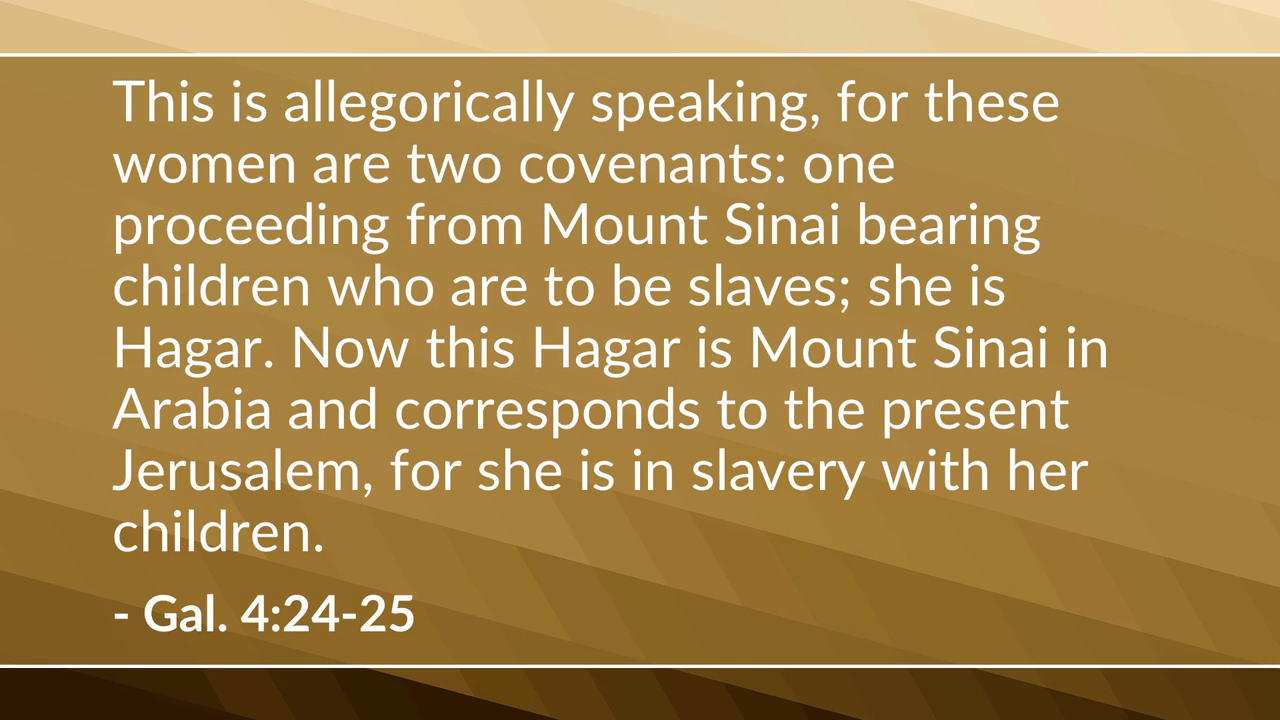 This is allegorically speaking, for these
women are two covenants: one
proceeding from Mount Sinai bearing
children who are to be slaves; she is
Hagar. Now this Hagar is Mount Sinai in
Arabia and corresponds to the present
Jerusalem, for she is in slavery with her
children.
- Gal. 4:24-25